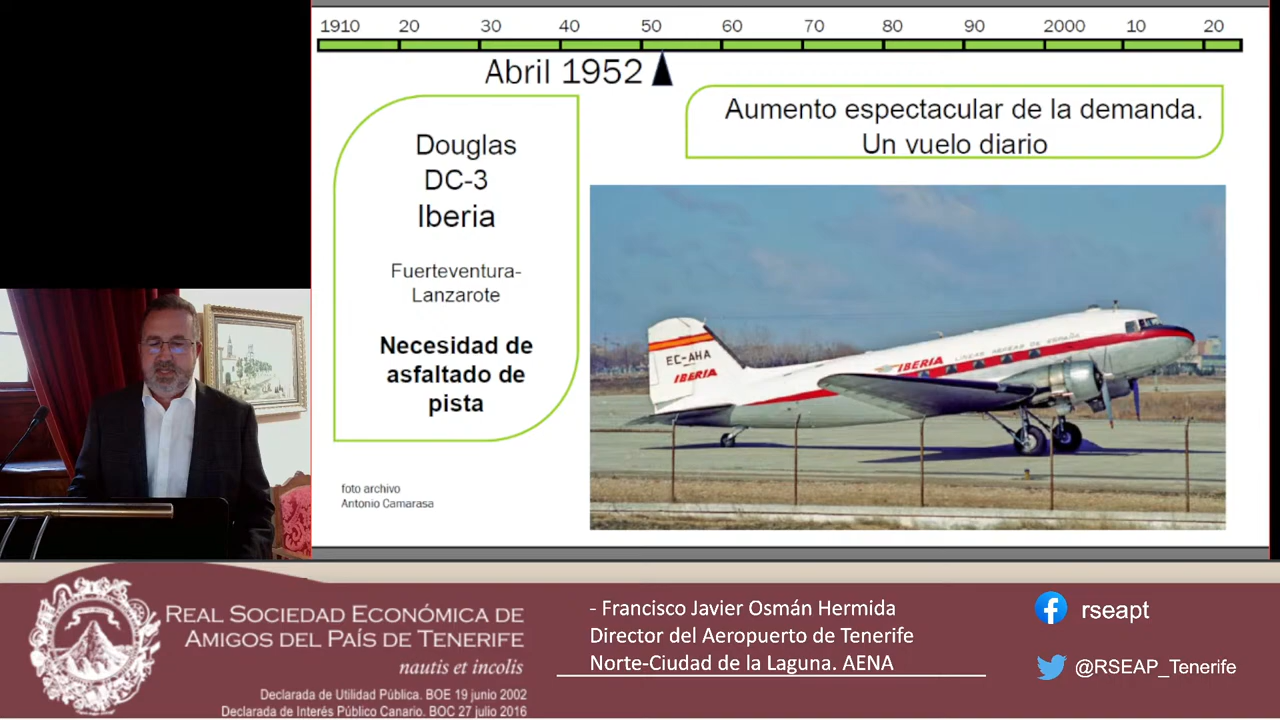 1910 20 30 40 50 60 70 80 90 2000 10 20
Abril 1952
Aumento espectacular de la demanda.
Un vuelo diario
Douglas
DC-3
Iberia
Fuerteventura-
Lanzarote
Necesidad de
asfaltado de
pista
foto archivo
Antonio Camarasa
EC-AHA
IBERIA
IBERIA LINEAS AEREAS DE ESPAÑA
REAL SOCIEDAD ECONÓMICA DE
AMIGOS DEL PAÍS DE TENERIFE
nautis et incolis
Declarada de Utilidad Pública. BOE 19 junio 2002
Declarada de Interés Público Canario. BOC 27 julio 2016
- Francisco Javier Osmán Hermida
Director del Aeropuerto de Tenerife
Norte-Ciudad de la Laguna. AENA
rseapt
@RSEAP_Tenerife